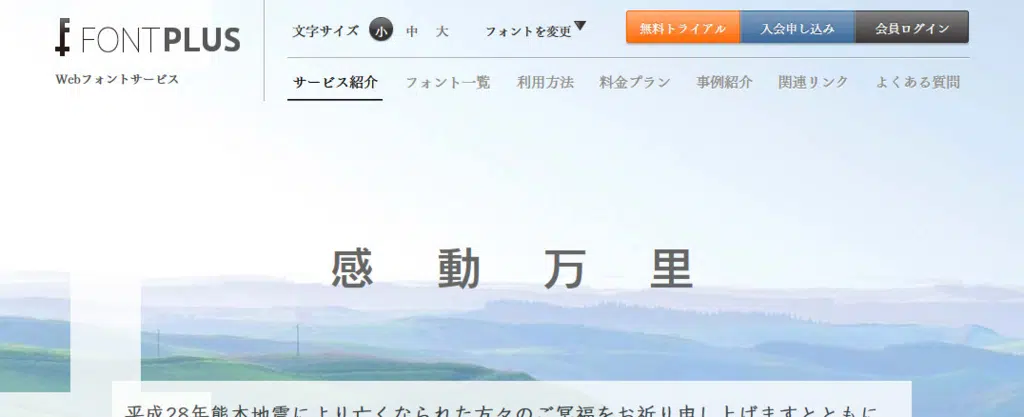 FONTPLUS
Webフォントサービス
文字サイズ 小 中 大 フォントを変更
無料トライアル 入会申し込み 会員ログイン
サービス紹介 フォント一覧 利用方法 料金プラン 事例紹介 関連リンク よくある質問
感動万里
平成28年熊本地震により亡くなられた方々のご冥福をお祈り申し上げますとともに